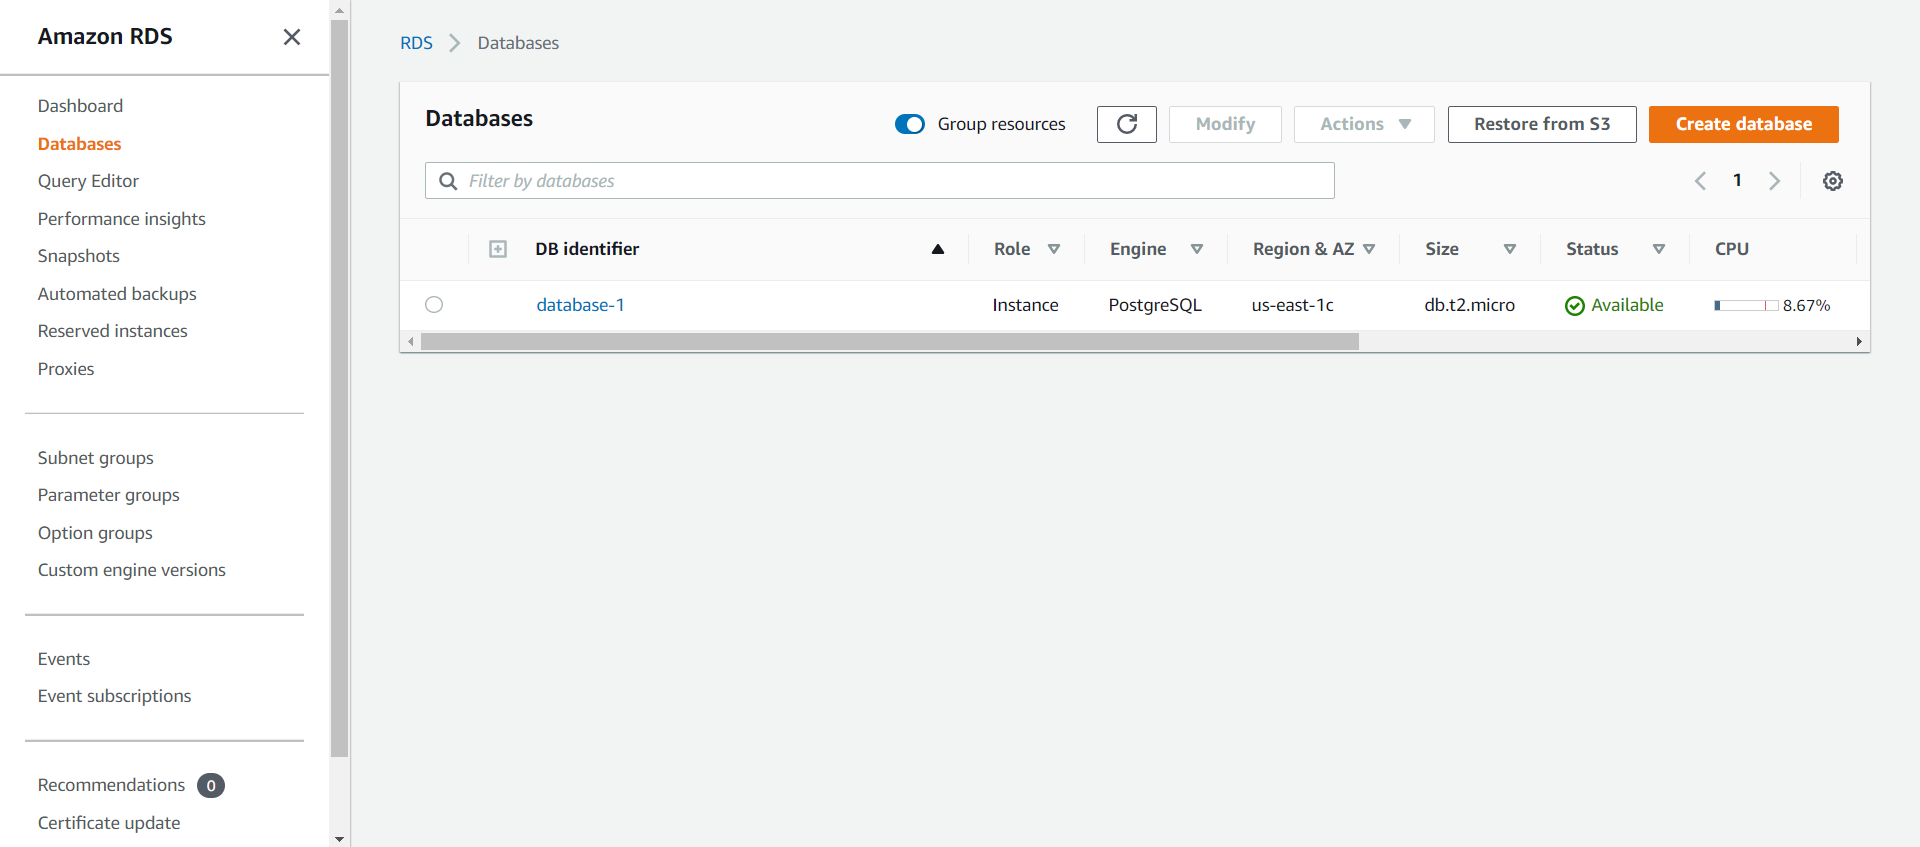 Amazon RDS
Dashboard
Databases
Query Editor
Performance insights
Snapshots
Automated backups
Reserved instances
Proxies
Subnet groups
Parameter groups
Option groups
Custom engine versions
Events
Event subscriptions
Recommendations 0
Certificate update
RDS Databases
Databases
Group resources Modify Actions Restore from S3 Create database
Filter by databases 1
DB identifier Role Engine Region & AZ Size Status CPU
database-1 Instance PostgreSQL us-east-1c db.t2.micro Available 8.67%